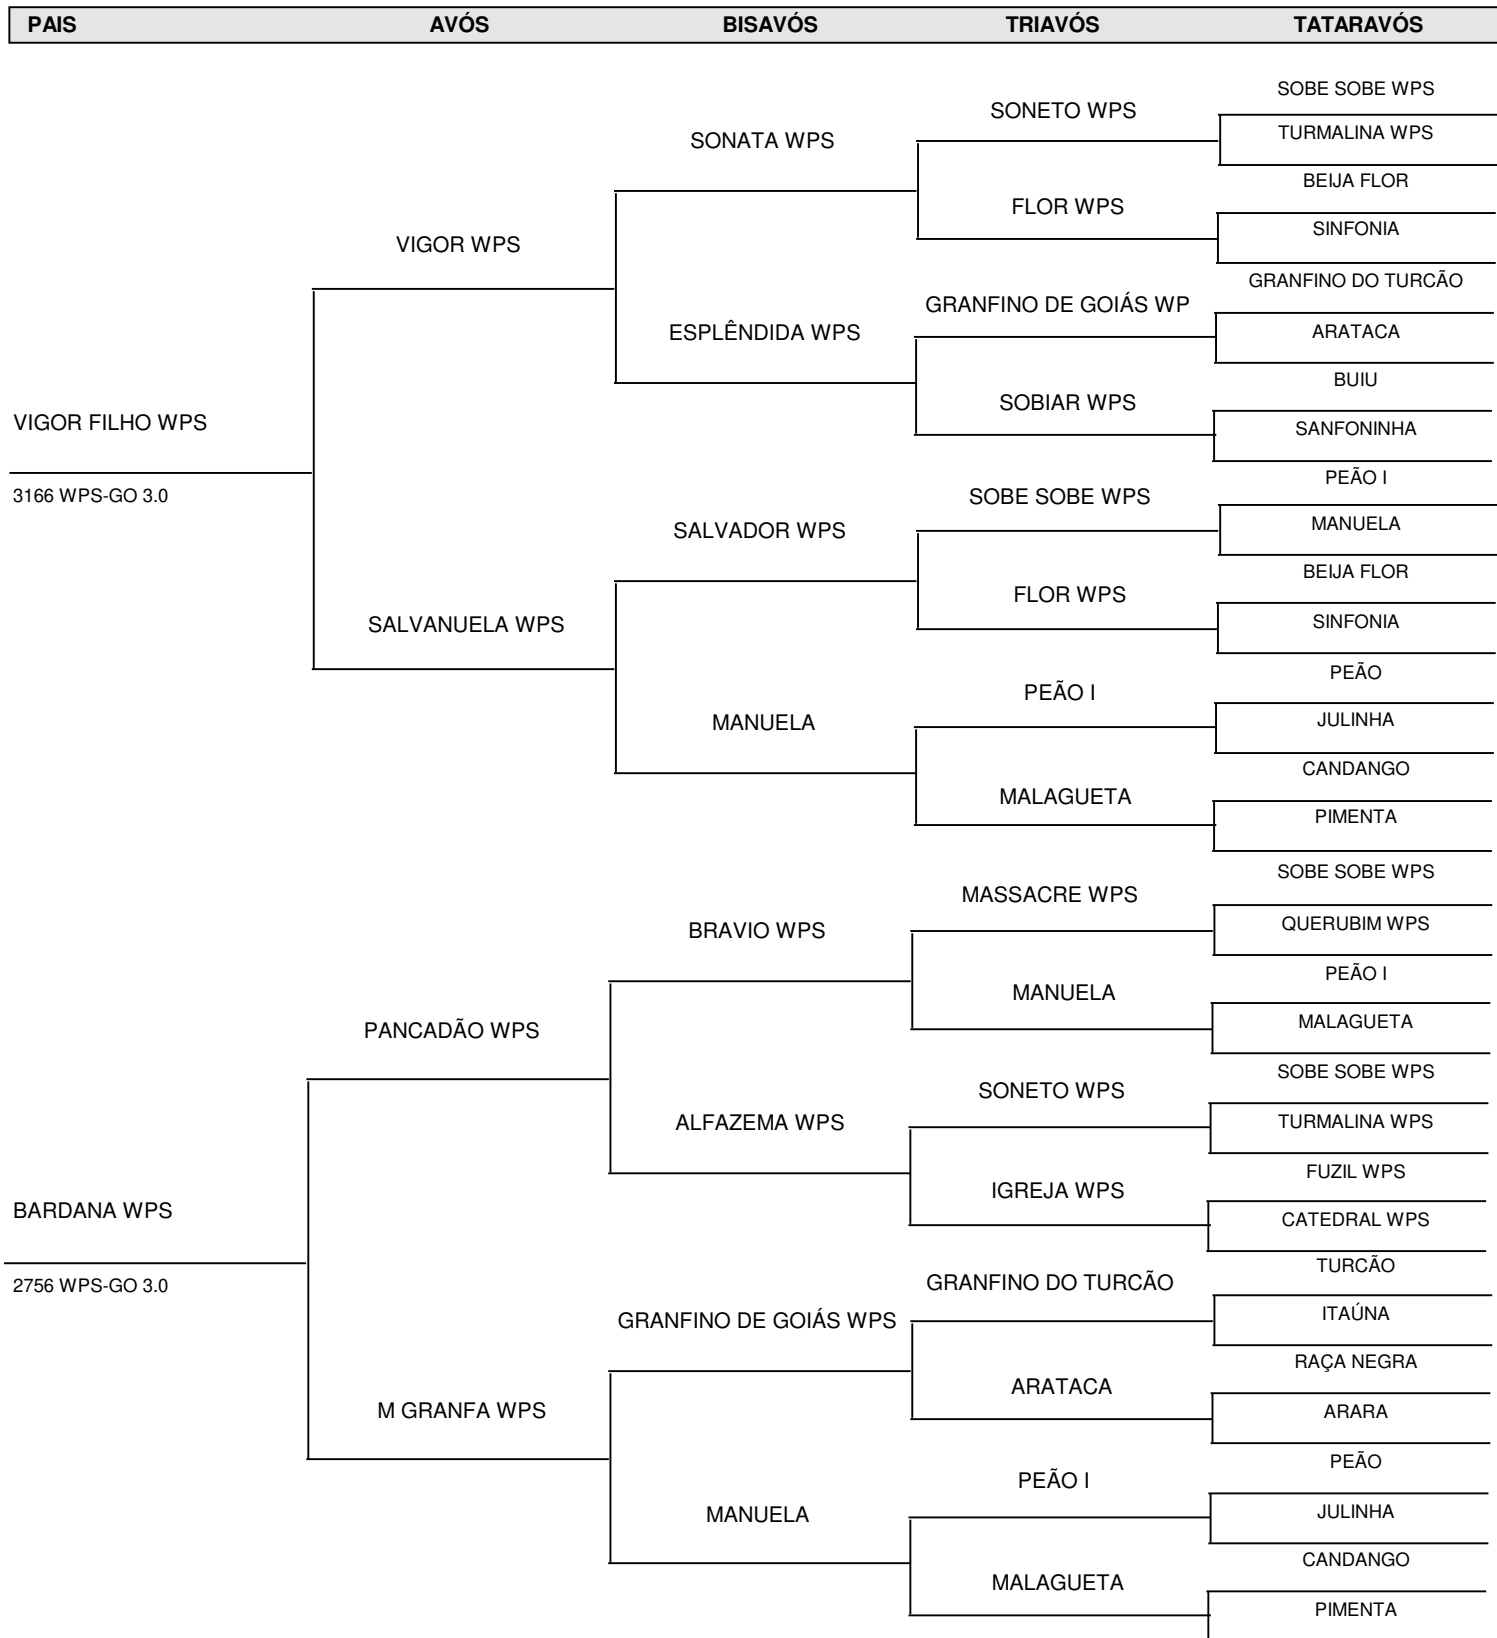 PAIS AVÓS BISAVÓS TRIAVÓS TATARAVÓS
SOBE SOBE WPS
SONETO WPS
TURMALINA WPS
SONATA WPS
BEIJA FLOR
FLOR WPS
SINFONIA
VIGOR WPS
GRANFINO DO TURCÃO
GRANFINO DE GOIÁS WP
ARATACA
ESPLÊNDIDA WPS
BUIU
SOBIAR WPS
VIGOR FILHO WPS
SANFONINHA
PEÃO I
3166 WPS-GO 3.0
SOBE SOBE WPS
MANUELA
SALVADOR WPS
BEIJA FLOR
FLOR WPS
SALVANUELA WPS
SINFONIA
PEÃO
PEÃO I
JULINHA
MANUELA
CANDANGO
MALAGUETA
PIMENTA
SOBE SOBE WPS
MASSACRE WPS
QUERUBIM WPS
BRAVIO WPS
PEÃO I
MANUELA
MALAGUETA
PANCADÃO WPS
SOBE SOBE WPS
SONETO WPS
TURMALINA WPS
ALFAZEMA WPS
FUZIL WPS
IGREJA WPS
BARDANA WPS
CATEDRAL WPS
TURCÃO
2756 WPS-GO 3.0
GRANFINO DO TURCÃO
ITAÚNA
GRANFINO DE GOIÁS WPS
RAÇA NEGRA
ARATACA
M GRANFA WPS
ARARA
PEÃO
PEÃO I
JULINHA
MANUELA
CANDANGO
MALAGUETA
PIMENTA